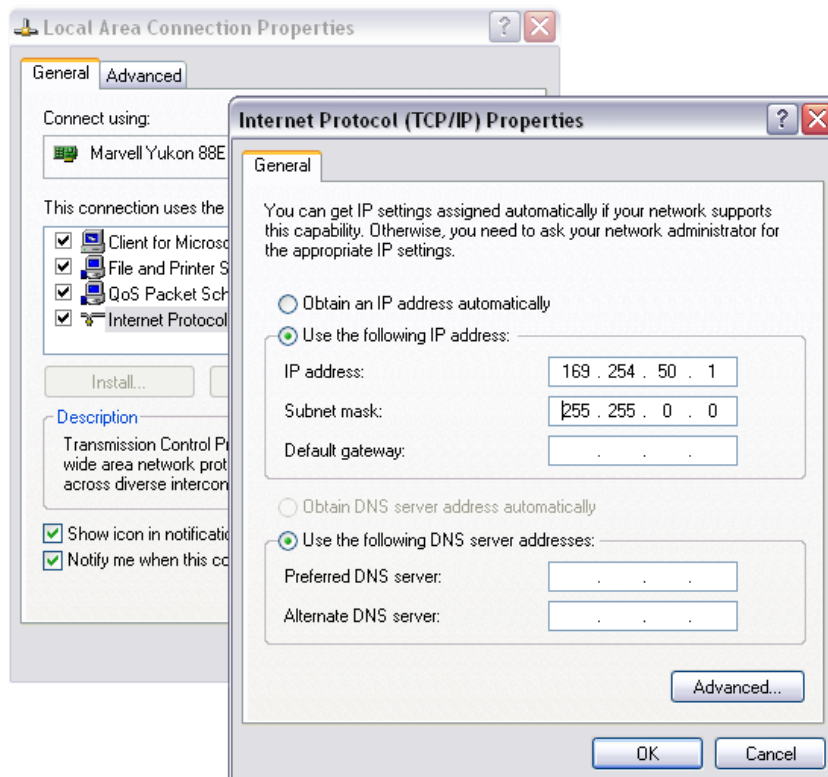 Local Area Connection Properties
General
Advanced
Connect using:
Marvell Yukon 88E
This connection uses the
Client for Microso
File and Printer S
QoS Packet Sch
Internet Protocol
Install...
Description
Transmission Control Pr
wide area network prot
across diverse intercon
Show icon in notificatio
Notify me when this co
Internet Protocol (TCP/IP) Properties
General
You can get IP settings assigned automatically if your network supports
this capability. Otherwise, you need to ask your network administrator for
the appropriate IP settings.
Obtain an IP address automatically
Use the following IP address:
IP address: 169 . 254 . 50 . 1
Subnet mask: 255 . 255 . 0 . 0
Default gateway: . . .
Obtain DNS server address automatically
Use the following DNS server addresses:
Preferred DNS server: . . .
Alternate DNS server: . . .
Advanced...
OK
Cancel